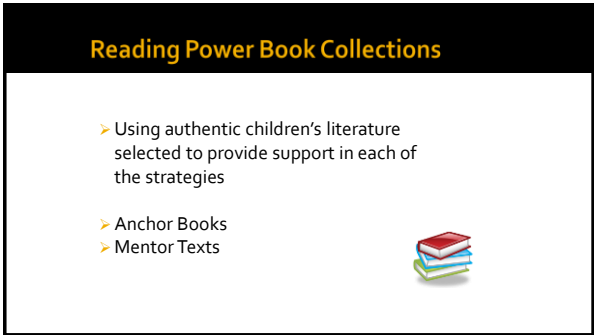 Reading Power Book Collections
➢ Using authentic children’s literature
selected to provide support in each of
the strategies
➢ Anchor Books
➢ Mentor Texts